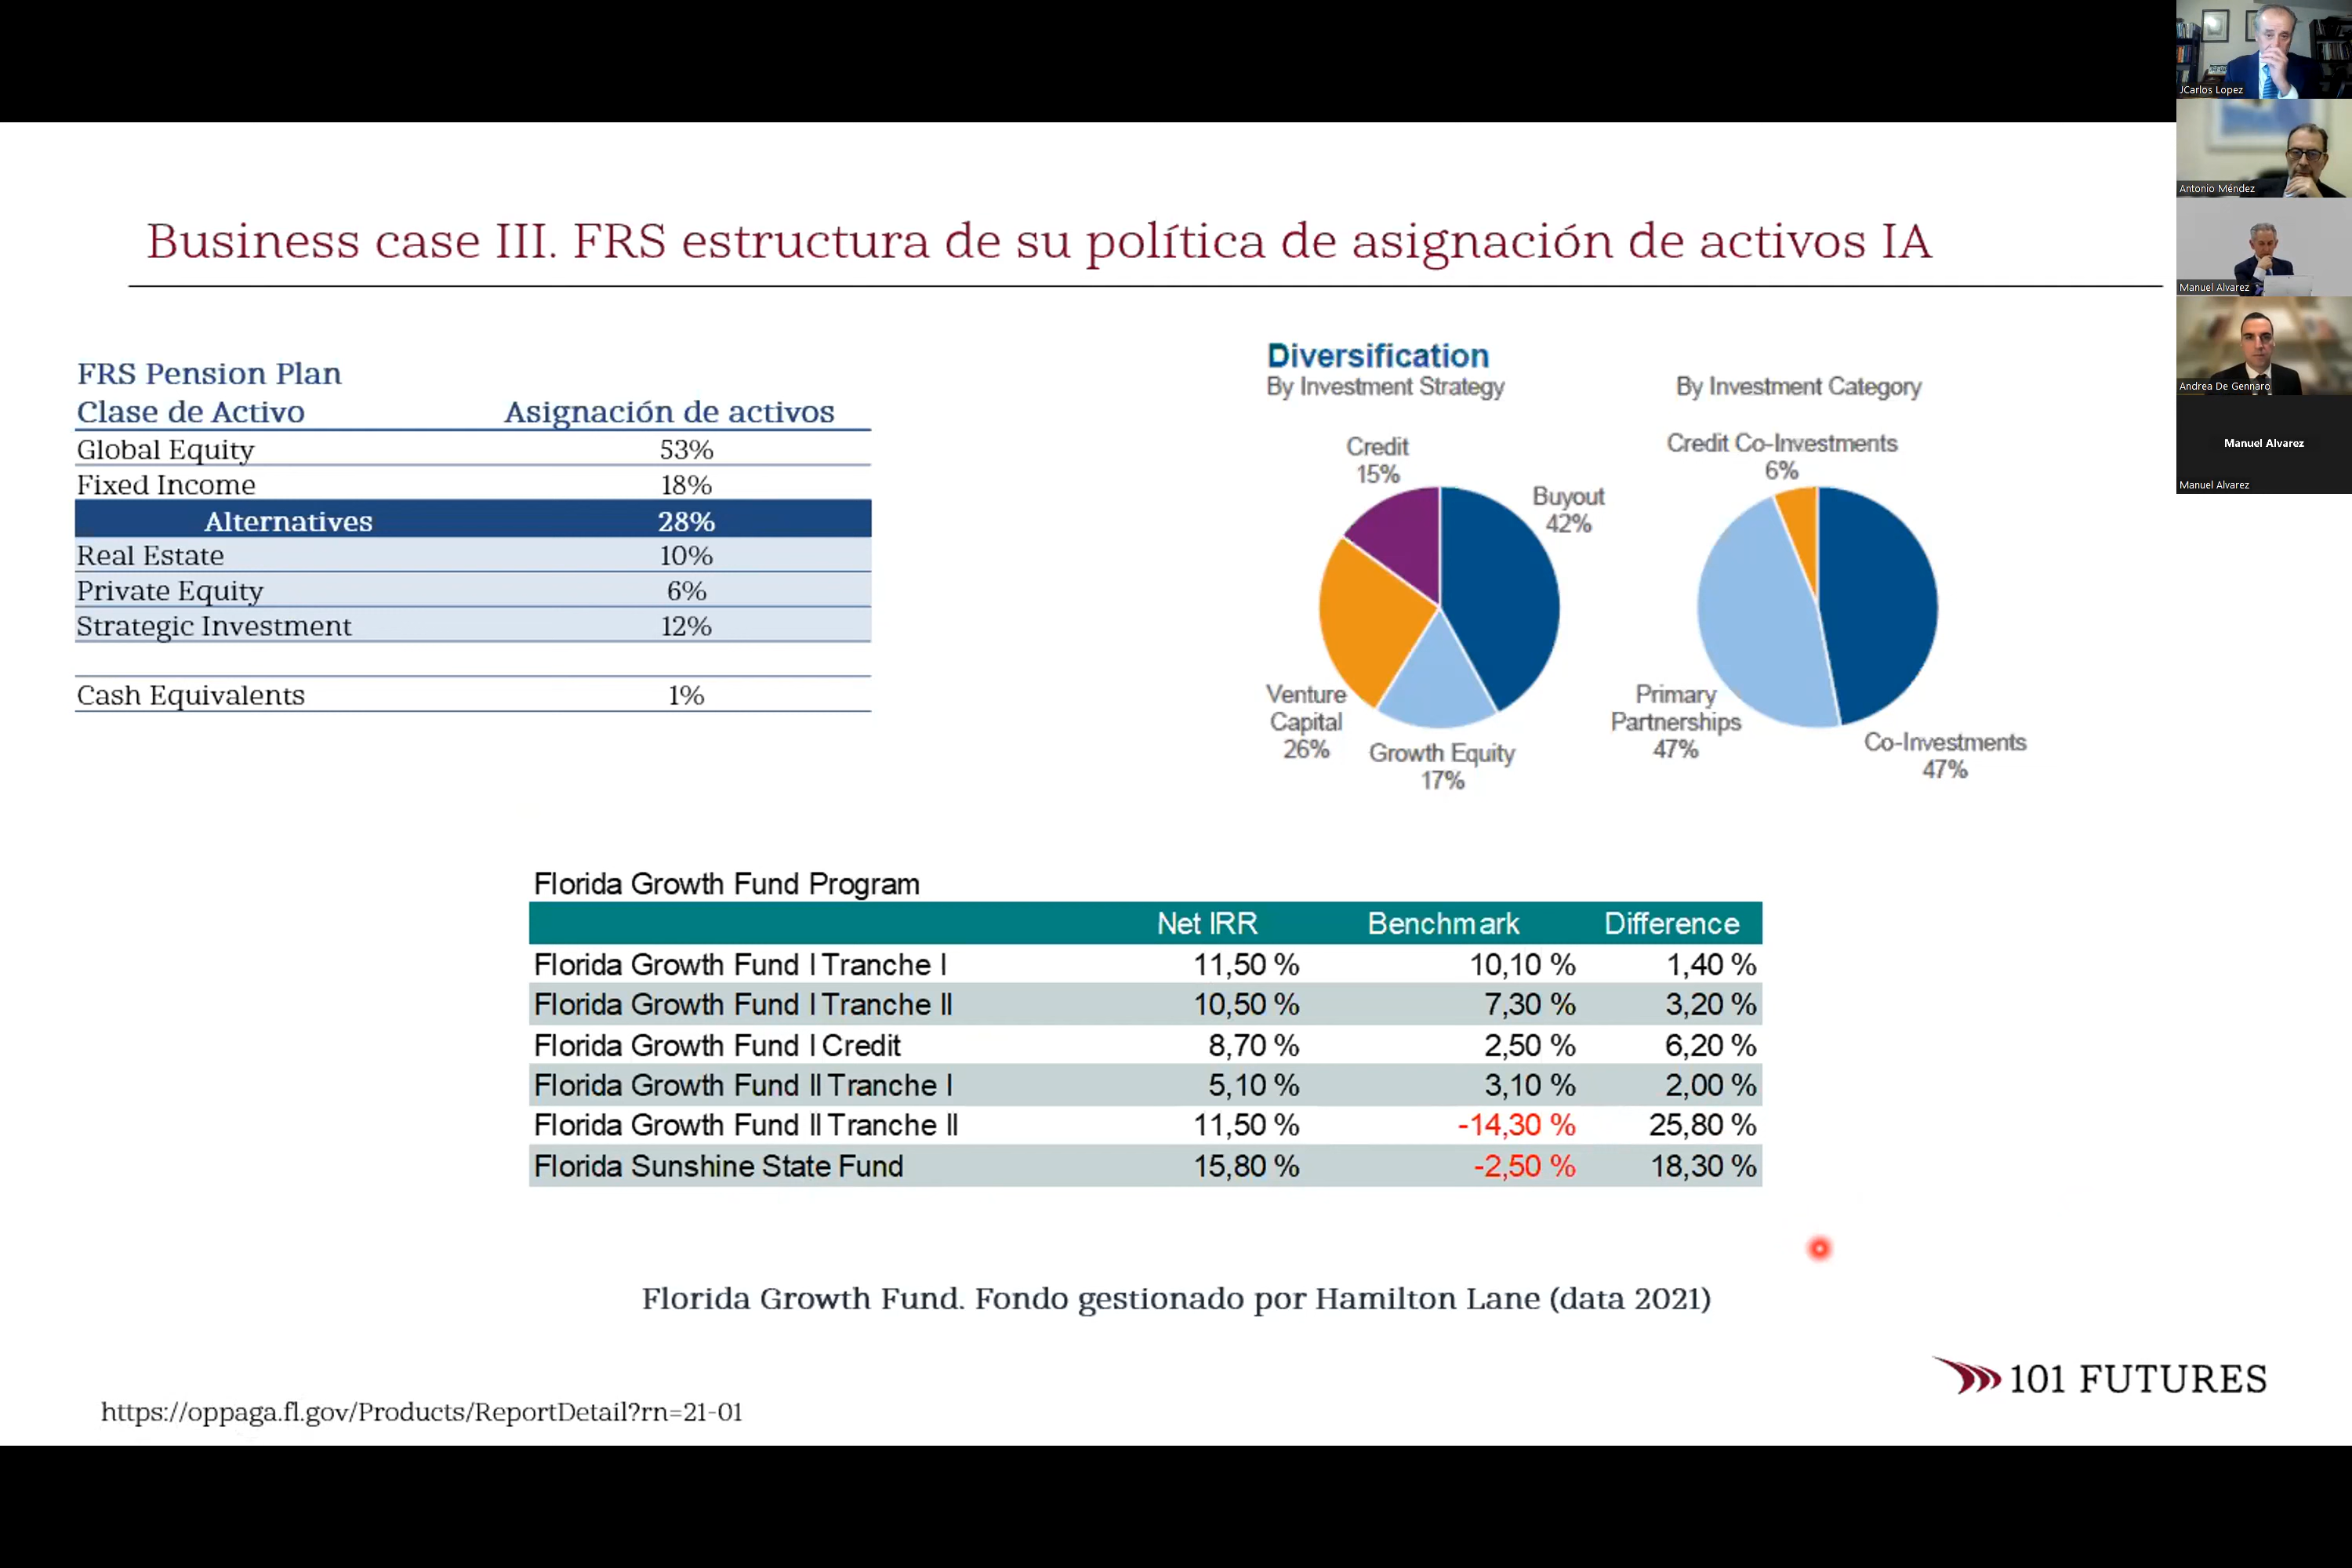 Business case III. FRS estructura de su política de asignación de activos IA
FRS Pension Plan
Clase de Activo Asignación de activos
Global Equity 53%
Fixed Income 18%
Alternatives 28%
Real Estate 10%
Private Equity 6%
Strategic Investment 12%
Cash Equivalents 1%
Diversification
By Investment Strategy
Credit
15%
Buyout
42%
Venture
Capital
26%
Growth Equity
17%
By Investment Category
Credit Co-Investments
6%
Primary
Partnerships
47%
Co-Investments
47%
Florida Growth Fund Program
Net IRR Benchmark Difference
Florida Growth Fund I Tranche I 11,50 % 10,10 % 1,40 %
Florida Growth Fund I Tranche II 10,50 % 7,30 % 3,20 %
Florida Growth Fund I Credit 8,70 % 2,50 % 6,20 %
Florida Growth Fund II Tranche I 5,10 % 3,10 % 2,00 %
Florida Growth Fund II Tranche II 11,50 % -14,30 % 25,80 %
Florida Sunshine State Fund 15,80 % -2,50 % 18,30 %
Florida Growth Fund. Fondo gestionado por Hamilton Lane (data 2021)
101 FUTURES
https://oppaga.fl.gov/Products/ReportDetail?rn=21-01
JCarlos Lopez
Antonio Méndez
Manuel Alvarez
Andrea De Gennaro
Manuel Alvarez
Manuel Alvarez